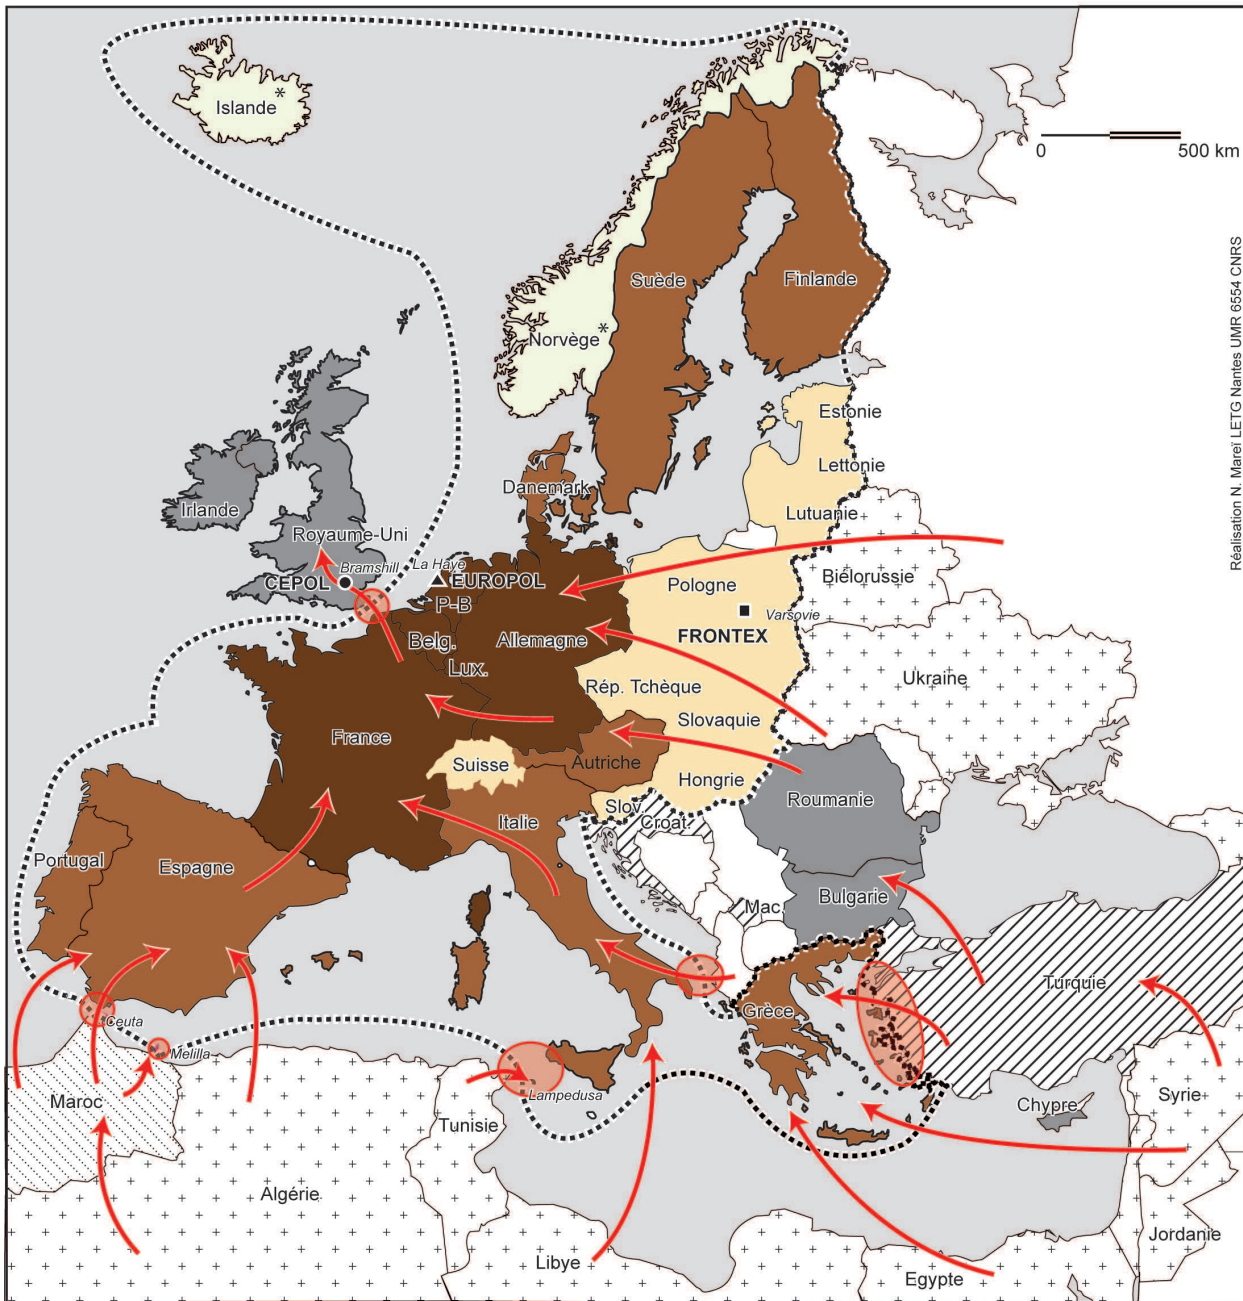 Islande*
0 500 km
Réalisation N. Mareï LETG Nantes UMR 6554 CNRS
Suède
Finlande
Norvège*
Estonie
Lettonie
Lutuanie
Danemark
Irlande
Royaume-Uni
Bramshill
La Haye
CEPOL
EUROPOL
P-B
Pologne
Biélorussie
Varsovie
FRONTEX
Belg.
Allemagne
Lux.
Ukraine
Rép. Tchèque
Slovaquie
France
Suisse
Autriche
Hongrie
Roumanie
Slov.
Croat.
Italie
Portugal
Espagne
Bulgarie
Mac.
Turquie
Grèce
Ceuta
Melilla
Maroc
Lampedusa
Chypre
Syrie
Tunisie
Algérie
Jordanie
Libye
Egypte